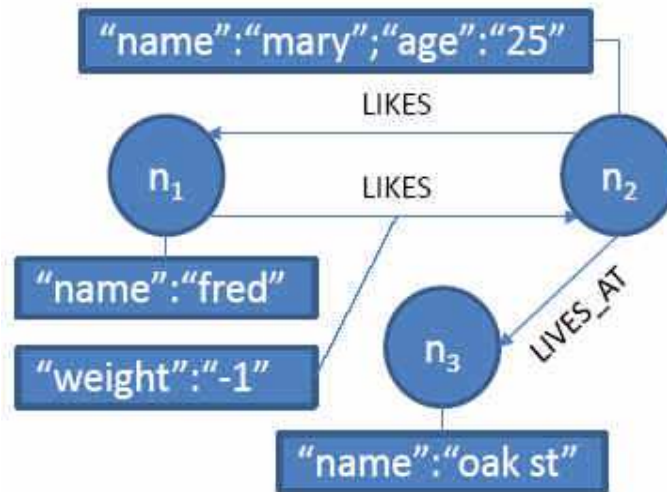 “name”:“mary”;“age”:“25”
LIKES
n₁
LIKES
n₂
“name”:“fred”
LIVES_AT
“weight”:“-1”
n₃
“name”:“oak st”